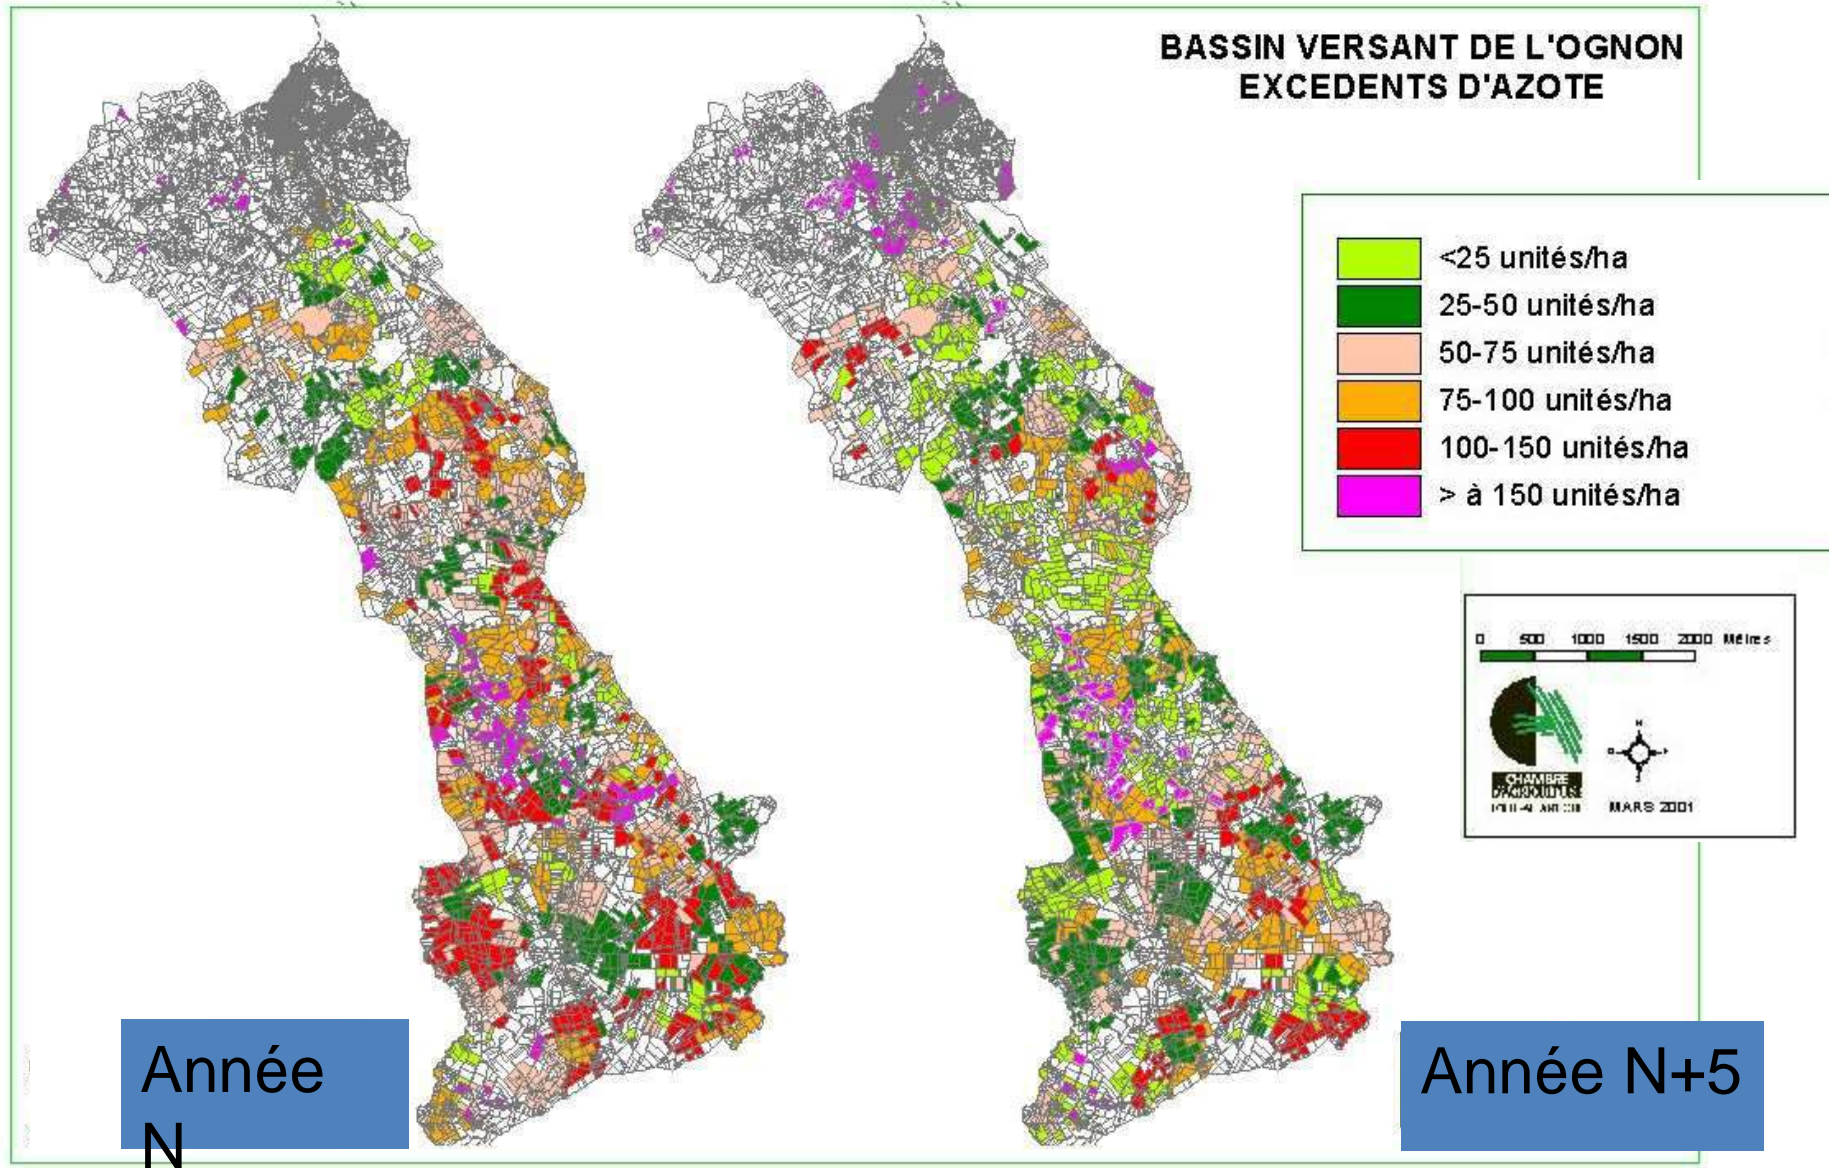 BASSIN VERSANT DE L'OGNON
EXCEDENTS D'AZOTE
<25 unités/ha
25-50 unités/ha
50-75 unités/ha
75-100 unités/ha
100-150 unités/ha
> à 150 unités/ha
0 500 1000 1500 2000 Mètres
CHAMBRE
D'AGRICULTURE
MARS 2001
Année
N
Année N+5